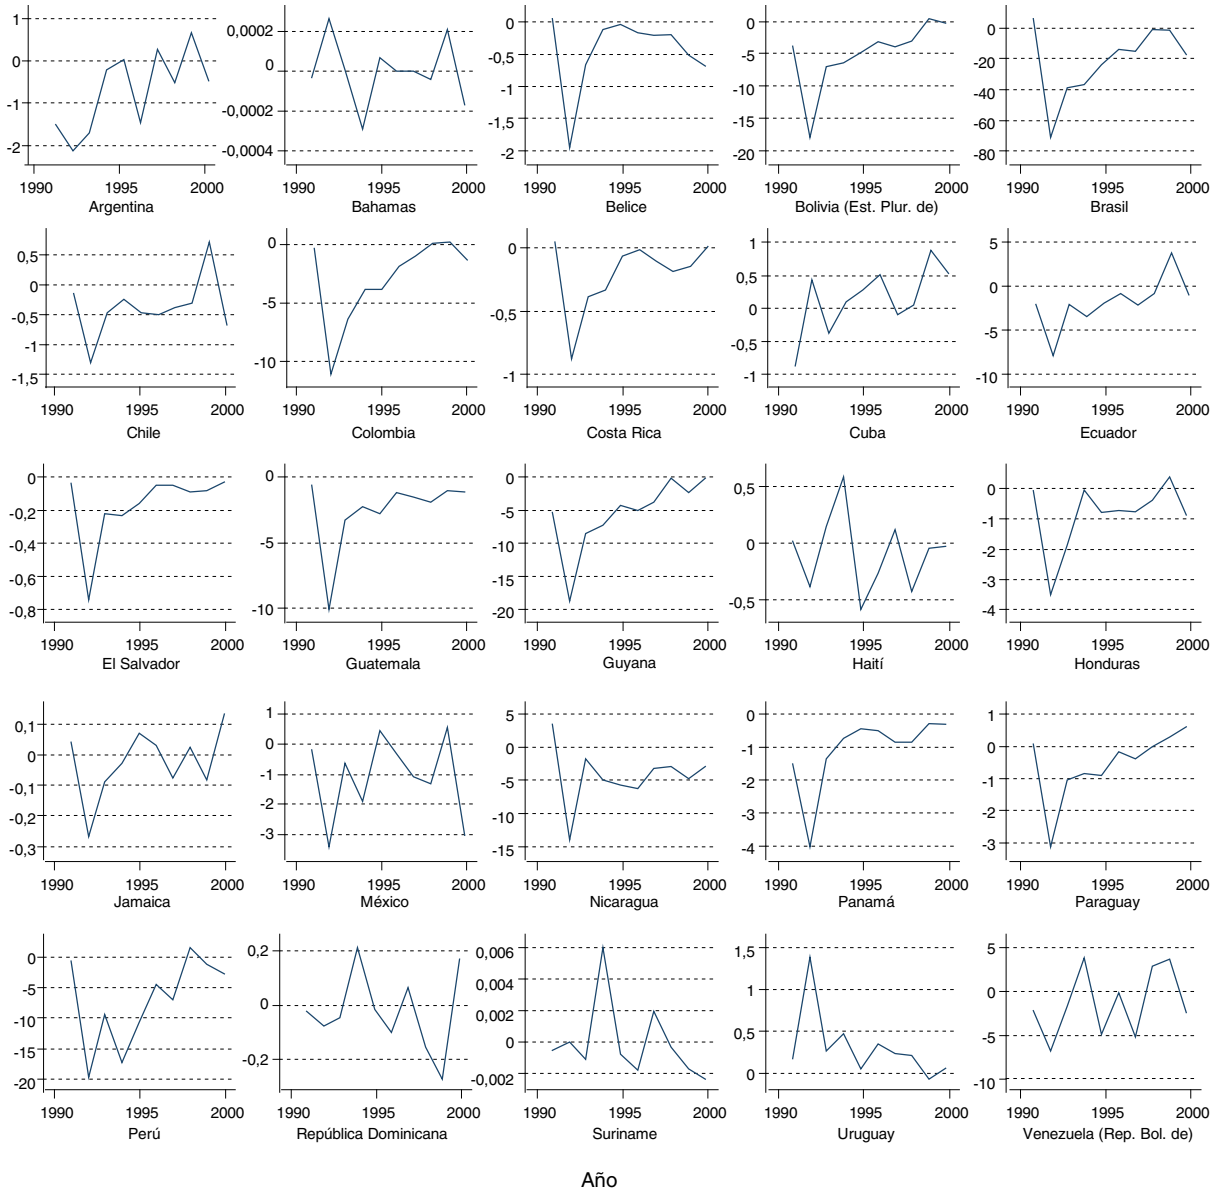 1
0
-1
-2
1990 1995 2000
Argentina
0,0002
0
-0,0002
-0,0004
1990 1995 2000
Bahamas
0
-0,5
-1
-1,5
-2
1990 1995 2000
Belice
0
-5
-10
-15
-20
1990 1995 2000
Bolivia (Est. Plur. de)
0
-20
-40
-60
-80
1990 1995 2000
Brasil
0,5
0
-0,5
-1
-1,5
1990 1995 2000
Chile
0
-5
-10
1990 1995 2000
Colombia
0
-0,5
-1
1990 1995 2000
Costa Rica
1
0,5
0
-0,5
-1
1990 1995 2000
Cuba
5
0
-5
-10
1990 1995 2000
Ecuador
0
-0,2
-0,4
-0,6
-0,8
1990 1995 2000
El Salvador
0
-5
-10
1990 1995 2000
Guatemala
0
-5
-10
-15
-20
1990 1995 2000
Guyana
0,5
0
-0,5
1990 1995 2000
Haití
0
-1
-2
-3
-4
1990 1995 2000
Honduras
0,1
0
-0,1
-0,2
-0,3
1990 1995 2000
Jamaica
1
0
-1
-2
-3
1990 1995 2000
México
5
0
-5
-10
-15
1990 1995 2000
Nicaragua
0
-1
-2
-3
-4
1990 1995 2000
Panamá
1
0
-1
-2
-3
1990 1995 2000
Paraguay
0
-5
-10
-15
-20
1990 1995 2000
Perú
0,2
0
-0,2
1990 1995 2000
República Dominicana
0,006
0,004
0,002
0
-0,002
1990 1995 2000
Suriname
1,5
1
0,5
0
1990 1995 2000
Uruguay
5
0
-5
-10
1990 1995 2000
Venezuela (Rep. Bol. de)
Año